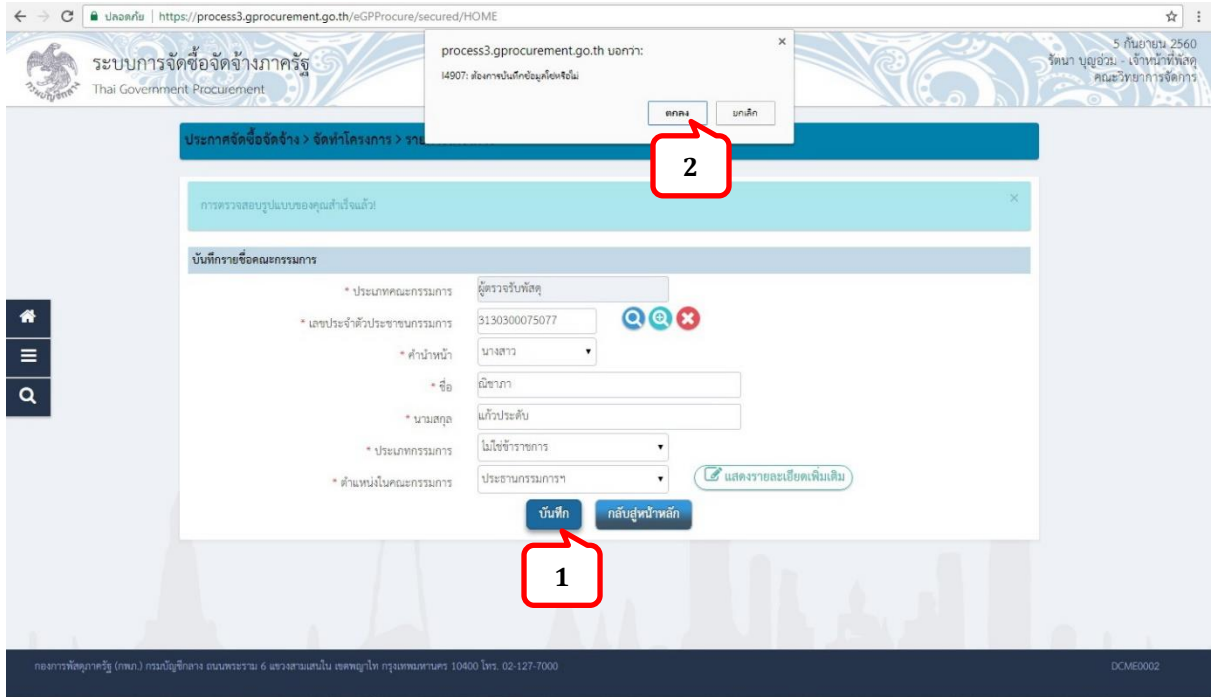 ปลอดภัย | https://process3.gprocurement.go.th/eGPProcure/secured/HOME
ระบบการจัดซื้อจัดจ้างภาครัฐ
Thai Government Procurement
process3.gprocurement.go.th บอกว่า:
I4907: ต้องการบันทึกข้อมูลใช่หรือไม่
ตกลง ยกเลิก
5 กันยายน 2560
รัตนา บุญอ่วม - เจ้าหน้าที่พัสดุ
คณะวิทยาการจัดการ
ประกาศจัดซื้อจัดจ้าง > จัดทำโครงการ >
2
การตรวจสอบรูปแบบของคุณสำเร็จแล้ว!
บันทึกรายชื่อคณะกรรมการ
* ประเภทคณะกรรมการ ผู้ตรวจรับพัสดุ
* เลขประจำตัวประชาชนกรรมการ 3130300075077
* คำนำหน้า นางสาว
* ชื่อ ณิชาภา
* นามสกุล แก้วประดับ
* ประเภทกรรมการ ไม่ใช่ข้าราชการ
* ตำแหน่งในคณะกรรมการ ประธานกรรมการฯ แสดงรายละเอียดเพิ่มเติม
บันทึก กลับสู่หน้าหลัก
1
กองการพัสดุภาครัฐ (กพภ.) กรมบัญชีกลาง ถนนพระราม 6 แขวงสามเสนใน เขตพญาไท กรุงเทพมหานคร 10400 โทร. 02-127-7000
DCME0002